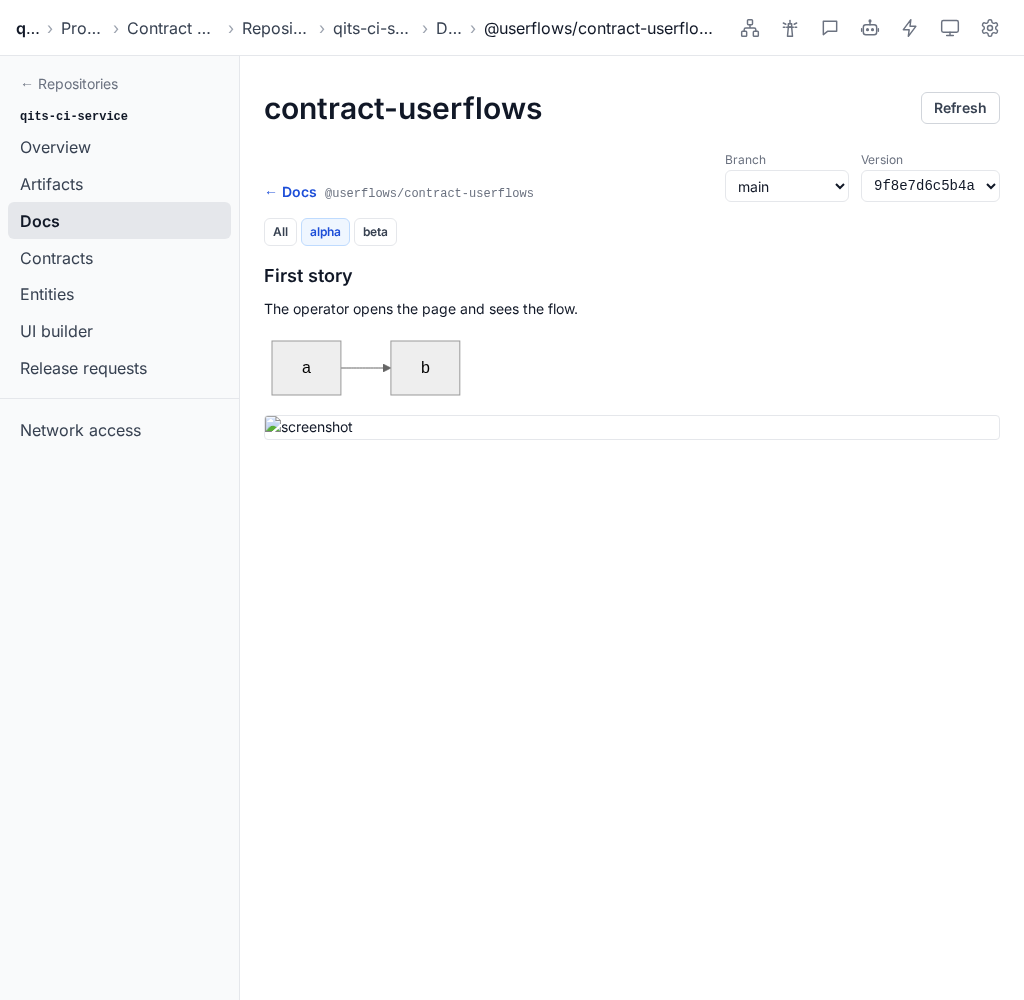 q... › Pro... › Contract ... › Reposi... › qits-ci-s... › D... › @userflows/contract-userflo...
← Repositories
qits-ci-service
Overview
Artifacts
Docs
Contracts
Entities
UI builder
Release requests
Network access
contract-userflows
Refresh
Branch
Version
← Docs @userflows/contract-userflows
main
9f8e7d6c5b4a
All
alpha
beta
First story
The operator opens the page and sees the flow.
a
b
screenshot